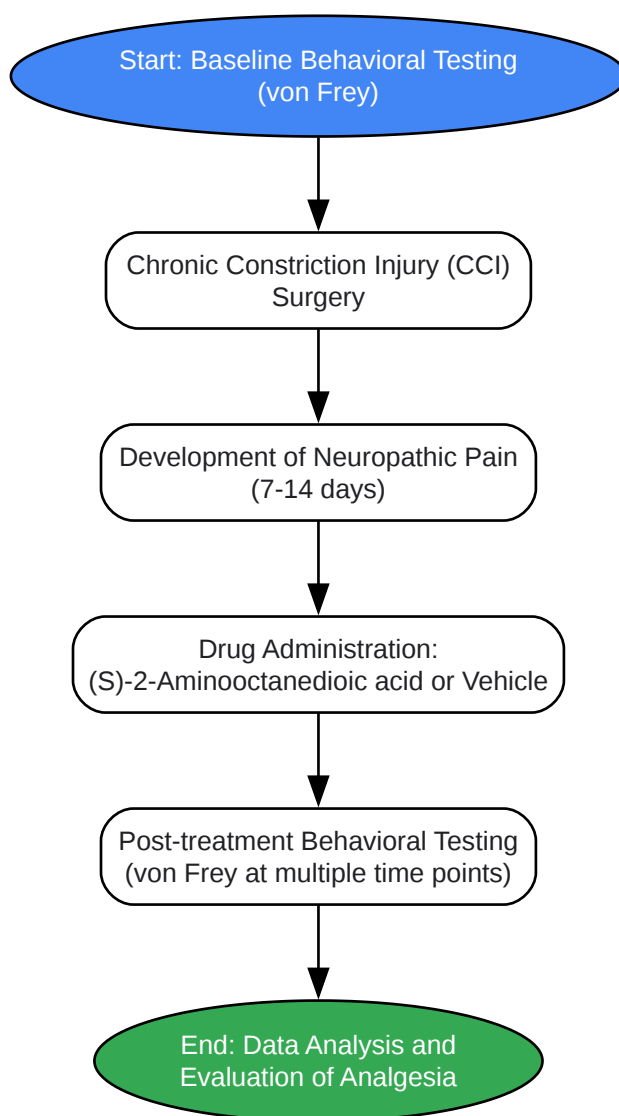 Start: Baseline Behavioral Testing
(von Frey)
Chronic Constriction Injury (CCI)
Surgery
Development of Neuropathic Pain
(7-14 days)
Drug Administration:
(S)-2-Aminooctanedioic acid or Vehicle
Post-treatment Behavioral Testing
(von Frey at multiple time points)
End: Data Analysis and
Evaluation of Analgesia